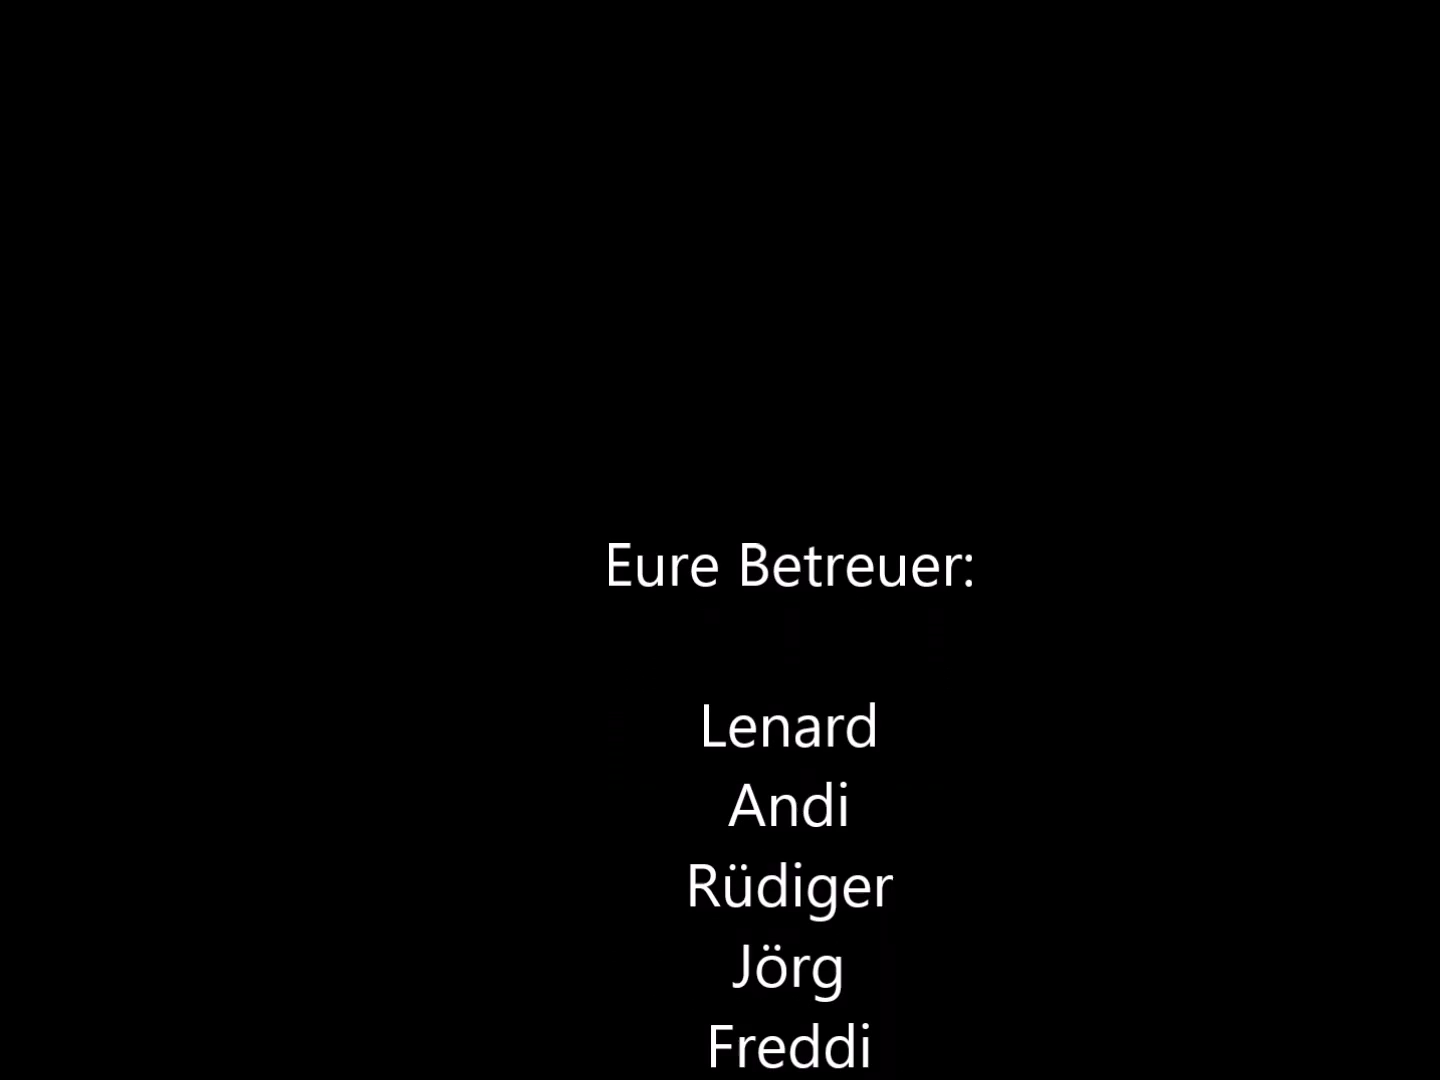 Eure Betreuer:
Lenard
Andi
Rüdiger
Jörg
Freddi